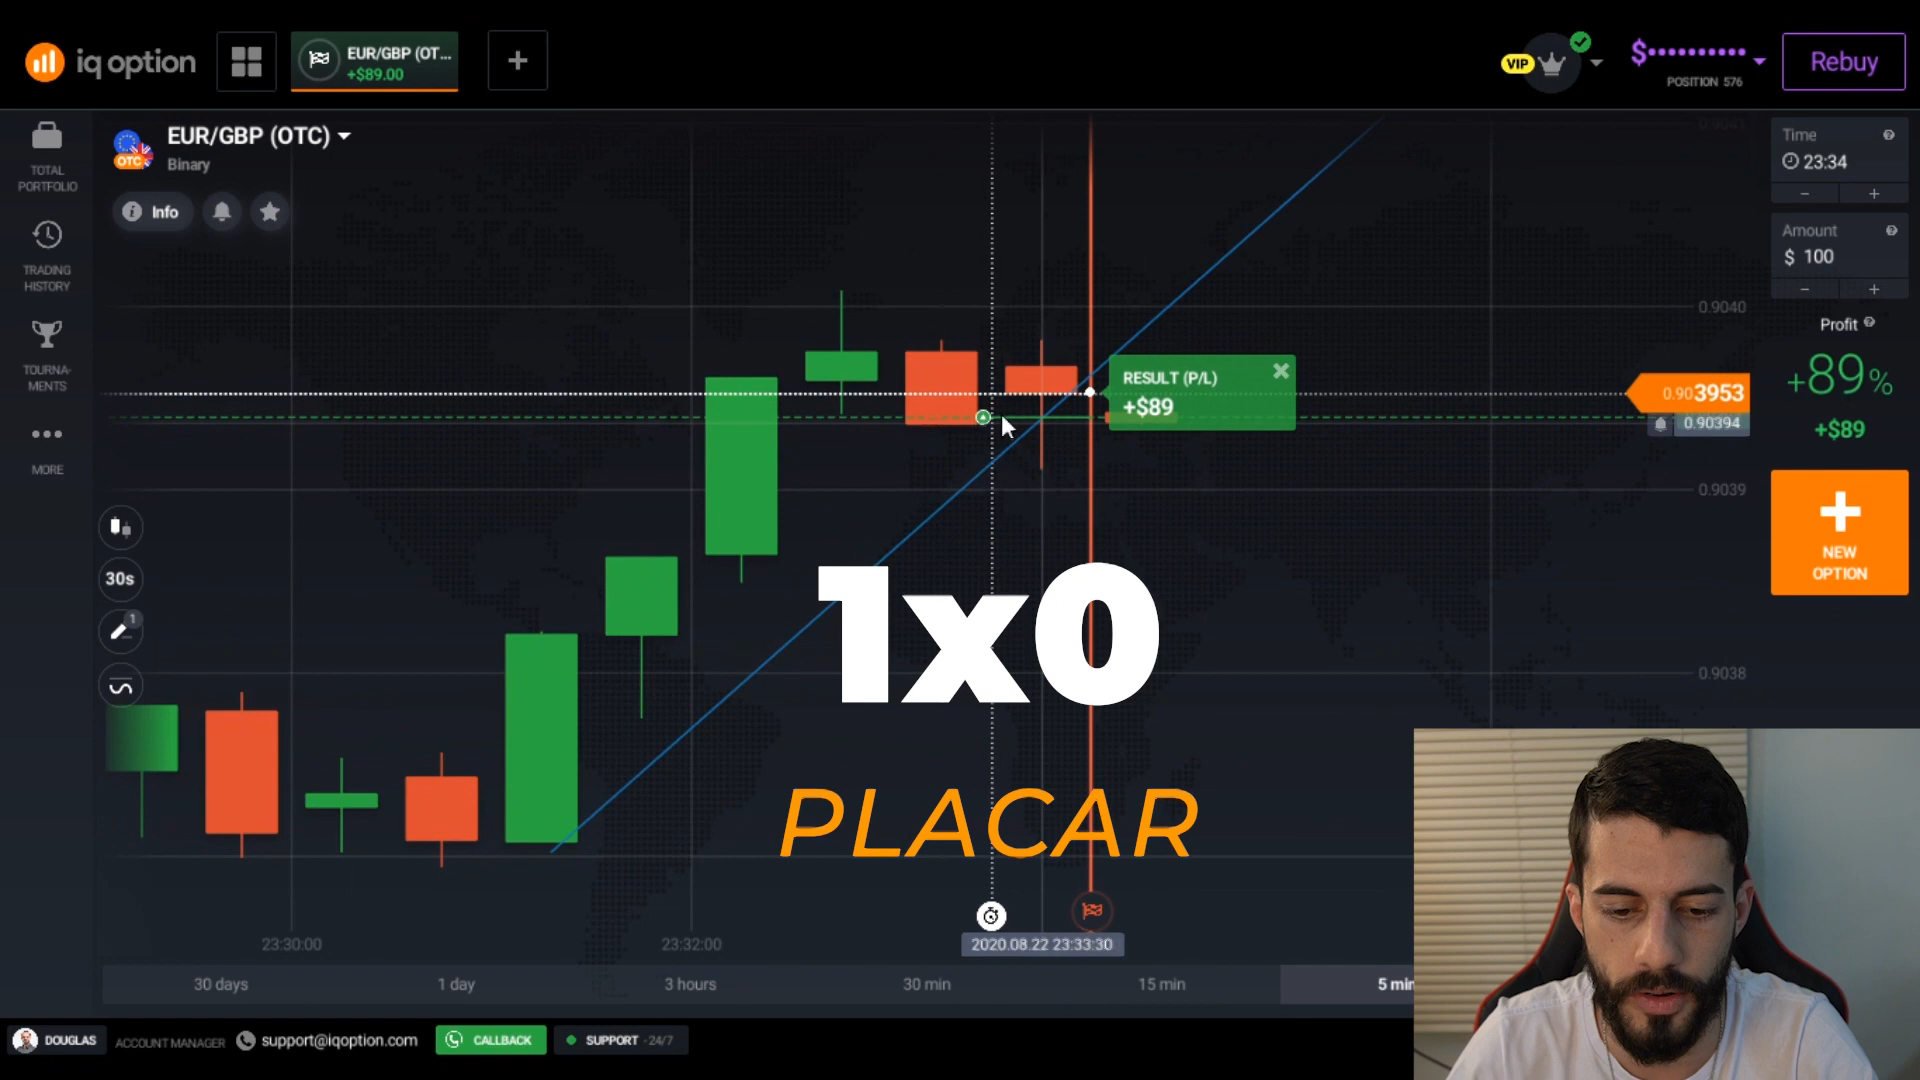 iq option
EUR/GBP (OT...
+$89.00
VIP
$
POSITION 576
Rebuy
TOTAL
PORTFOLIO
TRADING
HISTORY
TOURNA-
MENTS
MORE
EUR/GBP (OTC)
OTC
Binary
Info
30s
1
0.9041
0.9040
0.903953
0.90394
0.9039
0.9038
RESULT (P/L)
+$89
1x0
PLACAR
23:30:00
23:32:00
2020.08.22 23:33:30
30 days
1 day
3 hours
30 min
15 min
5 min
Time
23:34
- +
Amount
$ 100
- +
Profit
+89%
+$89
+
NEW
OPTION
DOUGLAS
ACCOUNT MANAGER
support@iqoption.com
CALLBACK
SUPPORT - 24/7